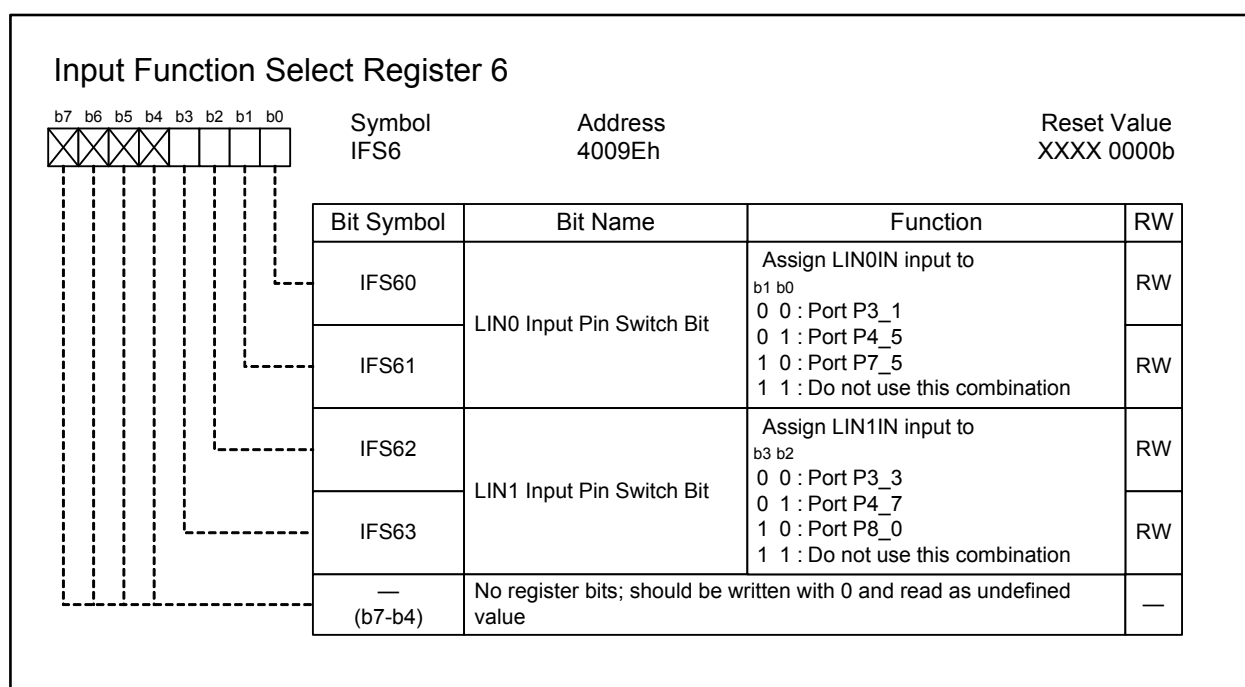 Input Function Select Register 6
b7 b6 b5 b4 b3 b2 b1 b0
Symbol Address Reset Value
IFS6 4009Eh XXXX 0000b
Bit Symbol Bit Name Function RW
IFS60
LIN0 Input Pin Switch Bit
IFS61
Assign LIN0IN input to
b1 b0
0 0 : Port P3_1
0 1 : Port P4_5
1 0 : Port P7_5
1 1 : Do not use this combination
RW
RW
IFS62
LIN1 Input Pin Switch Bit
IFS63
Assign LIN1IN input to
b3 b2
0 0 : Port P3_3
0 1 : Port P4_7
1 0 : Port P8_0
1 1 : Do not use this combination
RW
RW
—
(b7-b4)
No register bits; should be written with 0 and read as undefined
value
—